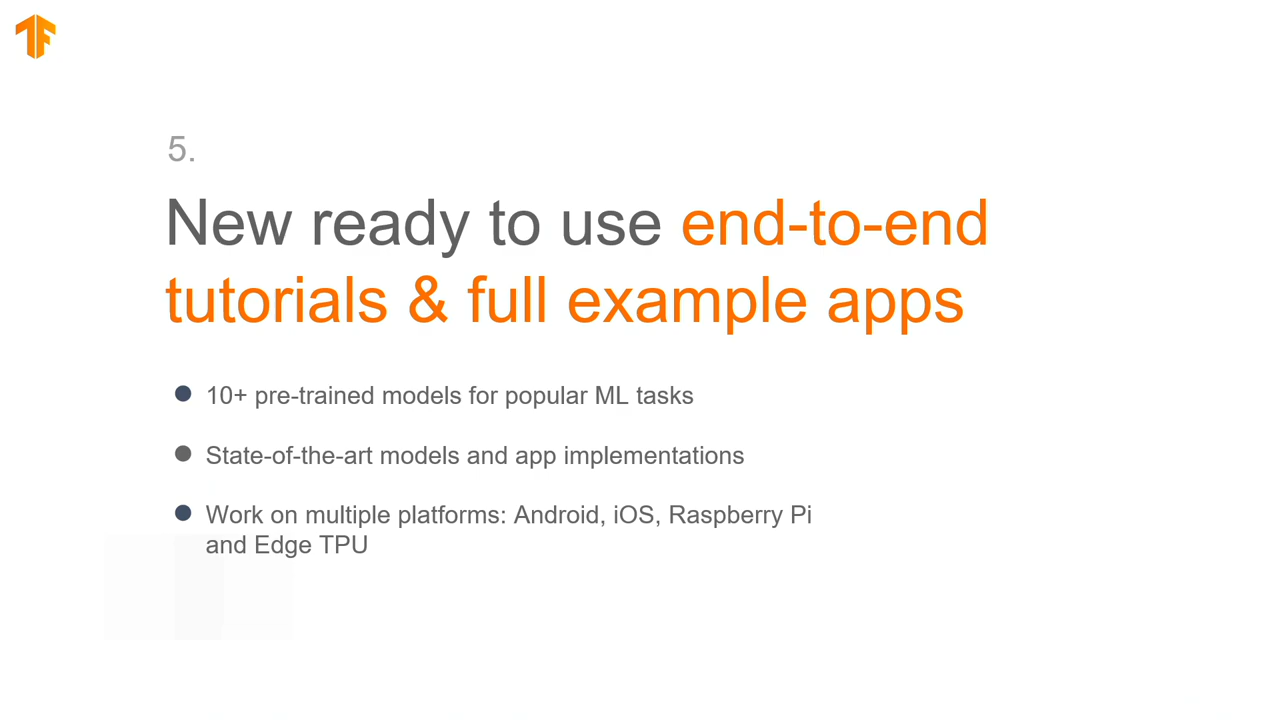 5.
New ready to use end-to-end
tutorials & full example apps
10+ pre-trained models for popular ML tasks
State-of-the-art models and app implementations
Work on multiple platforms: Android, iOS, Raspberry Pi
and Edge TPU